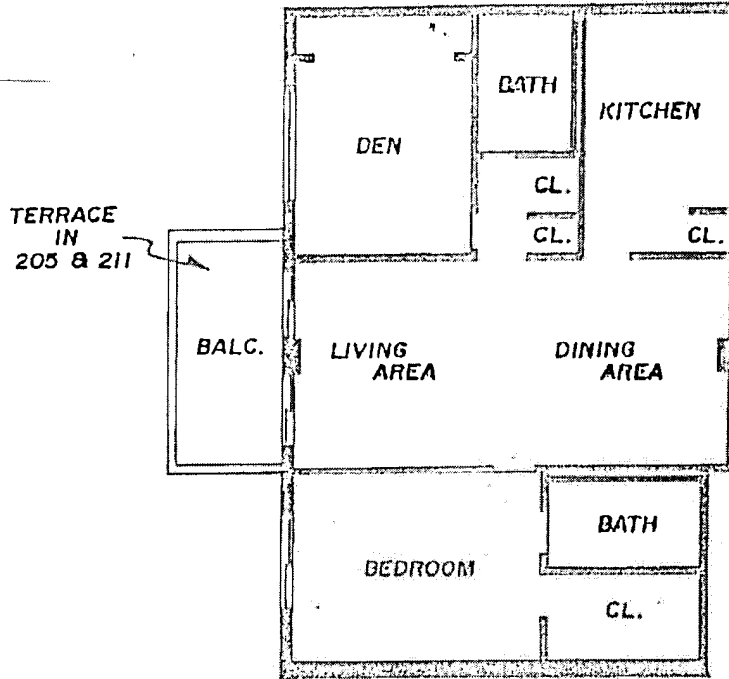 BATH
KITCHEN
DEN
CL.
CL.
CL.
TERRACE
IN
205 & 211
BALC.
LIVING
AREA
DINING
AREA
BATH
BEDROOM
CL.